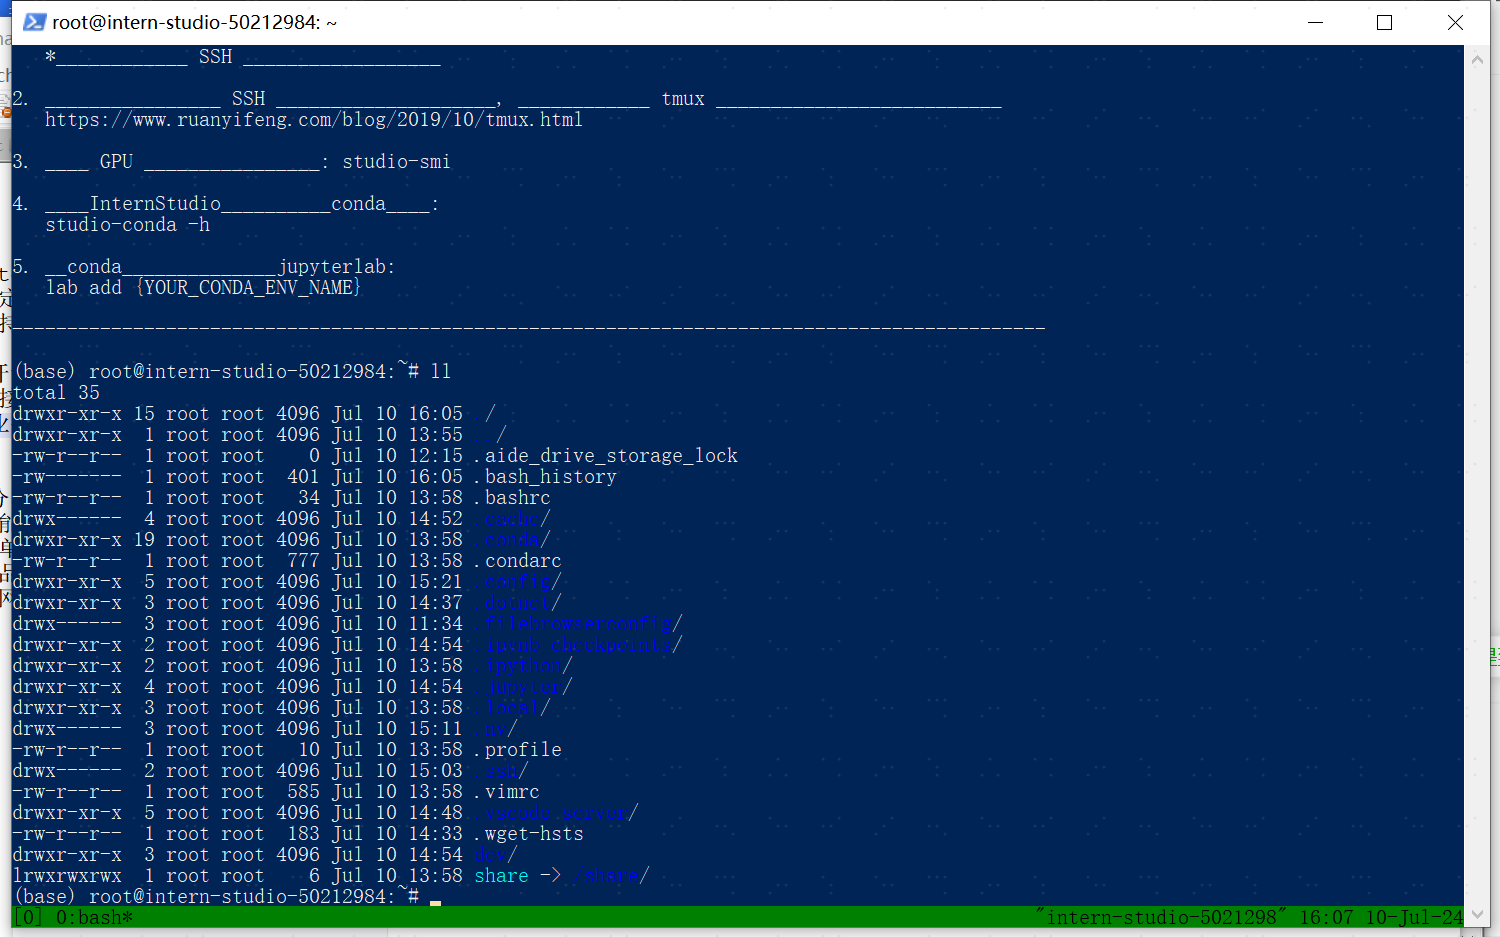 root@intern-studio-50212984: ~
*____________ SSH __________________
2. ________________ SSH ____________________, ____________ tmux __________________________
https://www.ruanyifeng.com/blog/2019/10/tmux.html
3. ____ GPU ________________: studio-smi
4. ____InternStudio__________conda____:
studio-conda -h
5. __conda______________jupyterlab:
lab add {YOUR_CONDA_ENV_NAME}
______________________________________________________________________________________________
(base) root@intern-studio-50212984:~# ll
total 35
drwxr-xr-x 15 root root 4096 Jul 10 16:05 ./
drwxr-xr-x  1 root root 4096 Jul 10 13:55 ../
-rw-r--r--  1 root root    0 Jul 10 12:15 .aide_drive_storage_lock
-rw-------  1 root root  401 Jul 10 16:05 .bash_history
-rw-r--r--  1 root root   34 Jul 10 13:58 .bashrc
drwx------  4 root root 4096 Jul 10 14:52 .cache/
drwxr-xr-x 19 root root 4096 Jul 10 13:58 .conda/
-rw-r--r--  1 root root  777 Jul 10 13:58 .condarc
drwxr-xr-x  5 root root 4096 Jul 10 15:21 .config/
drwxr-xr-x  3 root root 4096 Jul 10 14:37 .dotnet/
drwx------  3 root root 4096 Jul 10 11:34 .filebrowserconfig/
drwxr-xr-x  2 root root 4096 Jul 10 14:54 .ipynb_checkpoints/
drwxr-xr-x  2 root root 4096 Jul 10 13:58 .ipython/
drwxr-xr-x  4 root root 4096 Jul 10 14:54 .jupyter/
drwxr-xr-x  3 root root 4096 Jul 10 13:58 .local/
drwx------  3 root root 4096 Jul 10 15:11 .nv/
-rw-r--r--  1 root root   10 Jul 10 13:58 .profile
drwx------  2 root root 4096 Jul 10 15:03 .ssh/
-rw-r--r--  1 root root  585 Jul 10 13:58 .vimrc
drwxr-xr-x  5 root root 4096 Jul 10 14:48 .vscode-server/
-rw-r--r--  1 root root  183 Jul 10 14:33 .wget-hsts
drwxr-xr-x  3 root root 4096 Jul 10 14:54 dev/
lrwxrwxrwx  1 root root    6 Jul 10 13:58 share -> /share/
(base) root@intern-studio-50212984:~#
[0] 0:bash* "intern-studio-5021298" 16:07 10-Jul-24